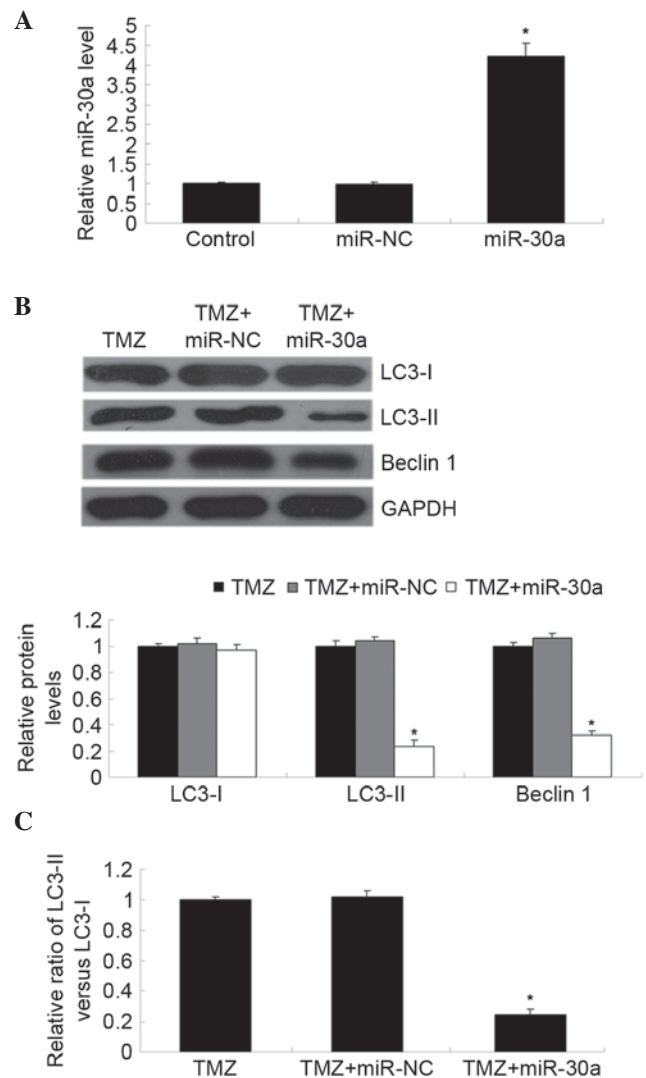 A
Relative miR-30a level
5
4.5
4
3.5
3
2.5
2
1.5
1
0.5
0
*
Control miR-NC miR-30a
B
TMZ TMZ+ TMZ+
miR-NC miR-30a
LC3-I
LC3-II
Beclin 1
GAPDH
TMZ TMZ+miR-NC TMZ+miR-30a
Relative protein
levels
1.2
1
0.8
0.6
0.4
0.2
0
*
*
LC3-I LC3-II Beclin 1
C
Relative ratio of LC3-II
versus LC3-I
1.2
1
0.8
0.6
0.4
0.2
0
*
TMZ TMZ+miR-NC TMZ+miR-30a